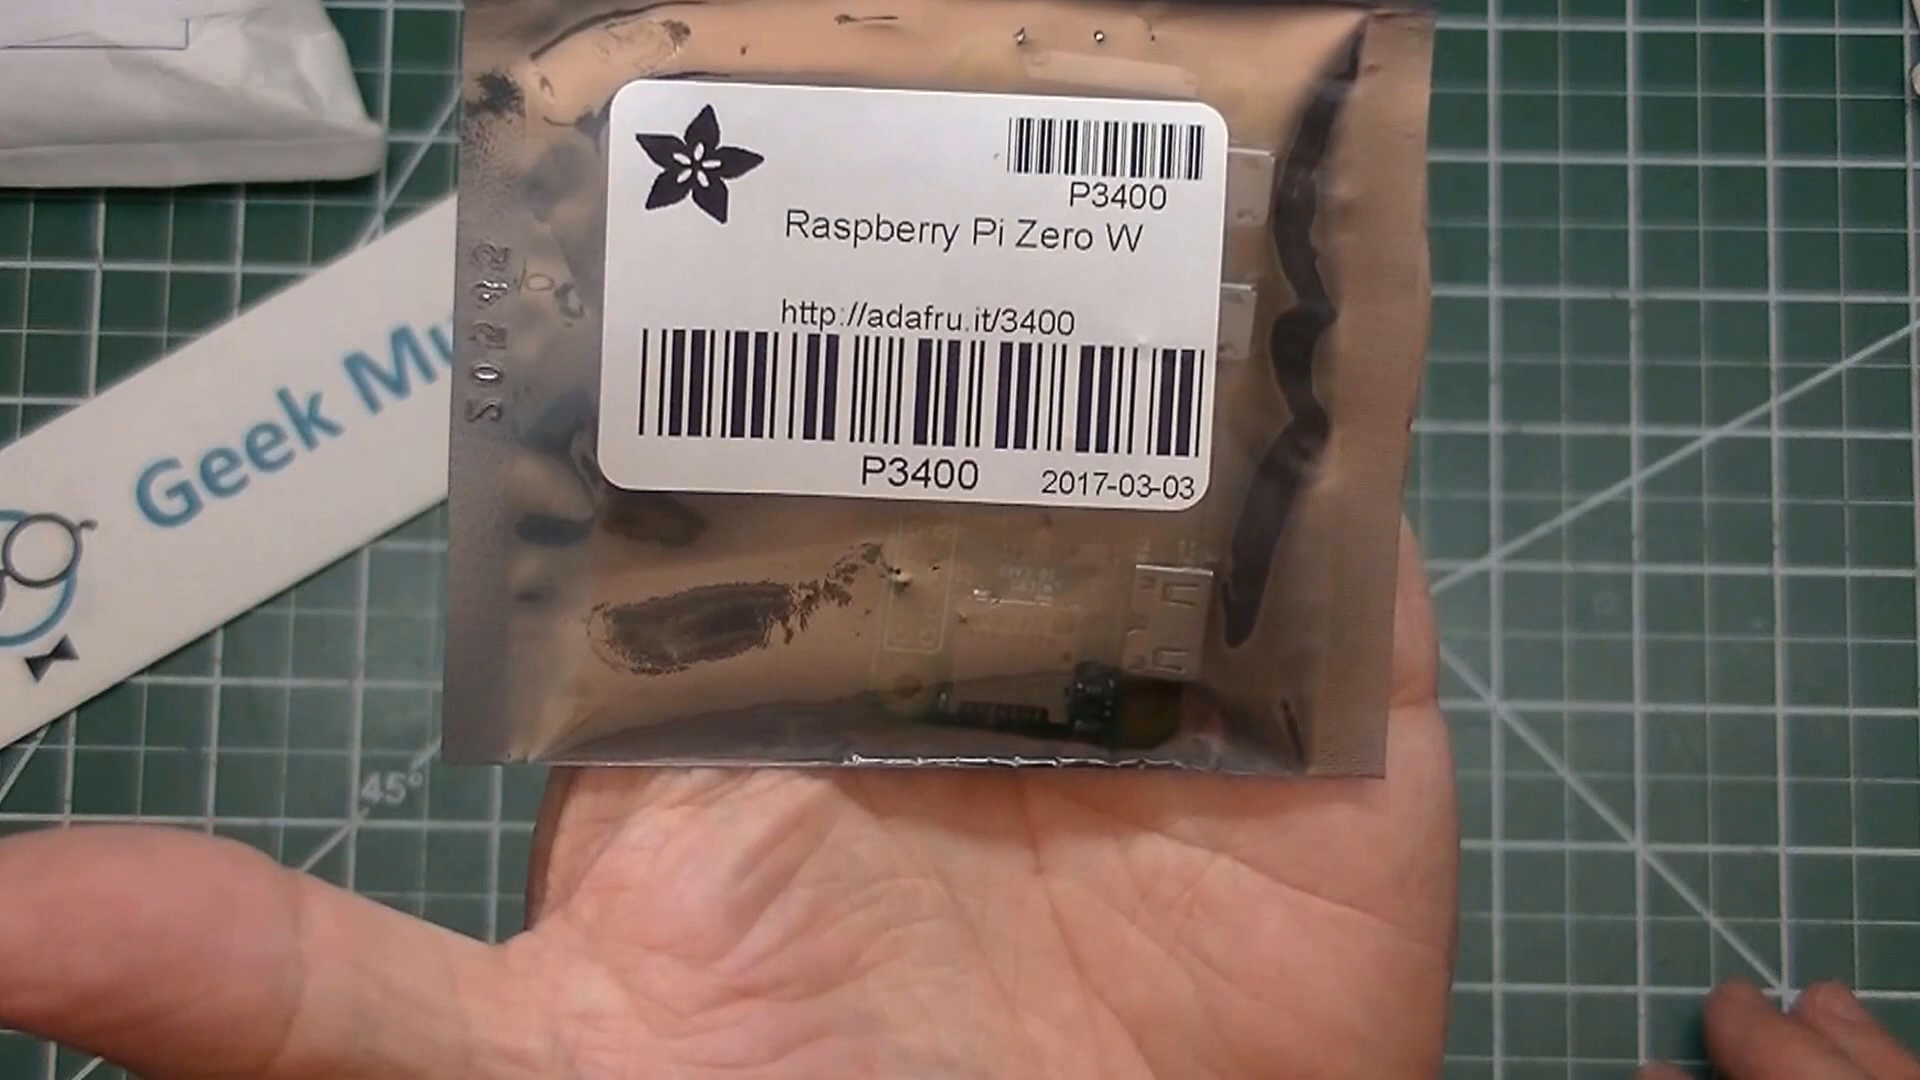 P3400
Raspberry Pi Zero W
http://adafru.it/3400
P3400 2017-03-03
Geek
45°